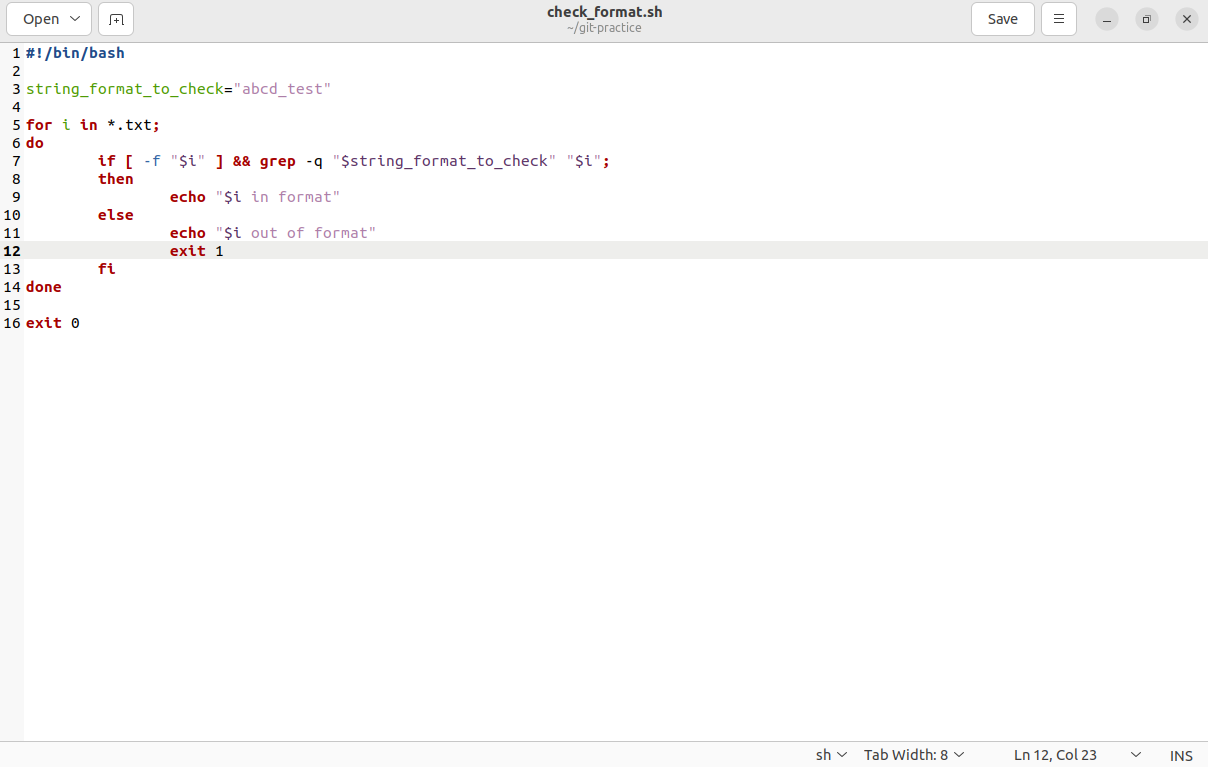 Open
check_format.sh
~/git-practice
Save
1 #!/bin/bash
2
3 string_format_to_check="abcd_test"
4
5 for i in *.txt;
6 do
7         if [ -f "$i" ] && grep -q "$string_format_to_check" "$i";
8         then
9                 echo "$i in format"
10         else
11                 echo "$i out of format"
12                 exit 1
13         fi
14 done
15
16 exit 0
sh Tab Width: 8 Ln 12, Col 23 INS